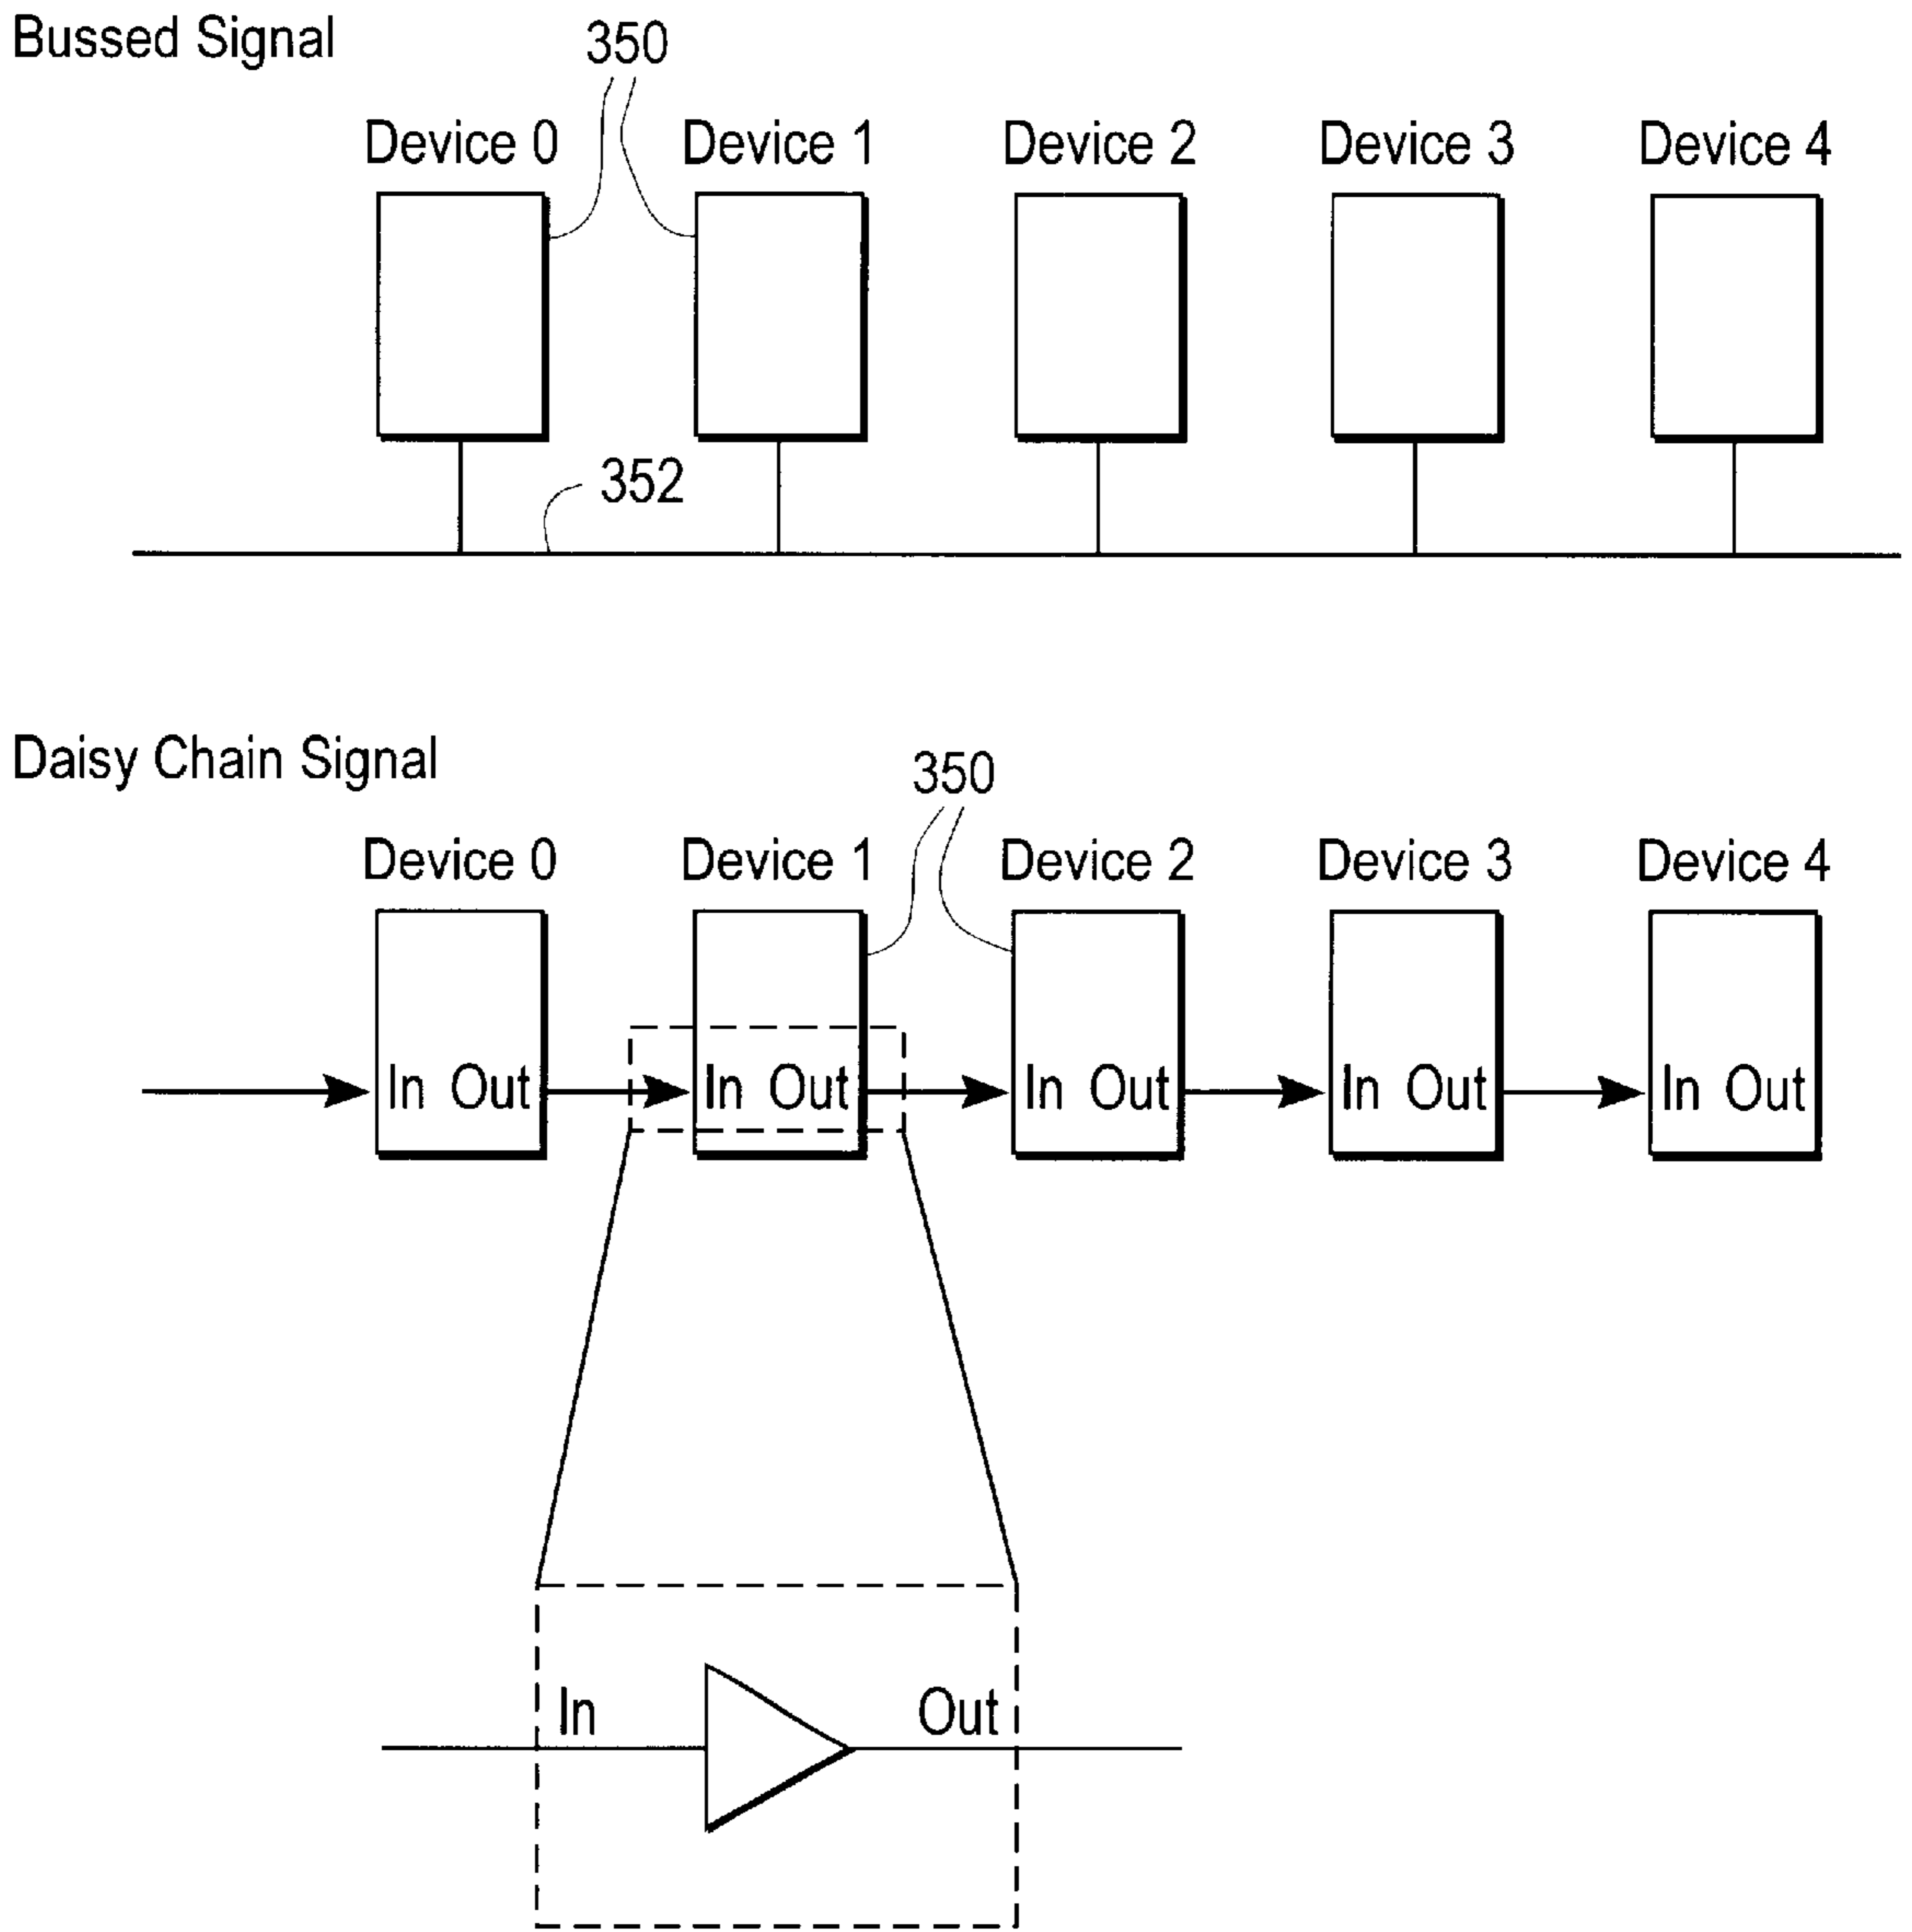 Bussed Signal
350
Device 0 Device 1 Device 2 Device 3 Device 4
352
Daisy Chain Signal
350
Device 0 Device 1 Device 2 Device 3 Device 4
In Out In Out In Out In Out In Out
In Out